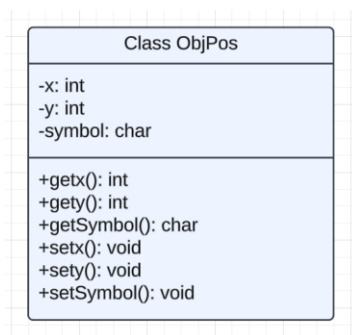 Class ObjPos
-x: int
-y: int
-symbol: char
+getx(): int
+gety(): int
+getSymbol(): char
+setx(): void
+sety(): void
+setSymbol(): void